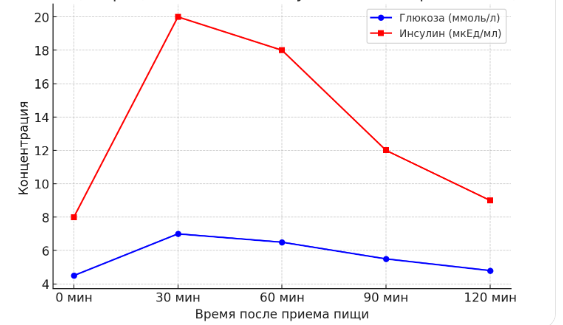 Глюкоза (ммоль/л)
Инсулин (мкЕд/мл)
20
18
16
14
12
10
8
6
4
Концентрация
0 мин 30 мин 60 мин 90 мин 120 мин
Время после приема пищи